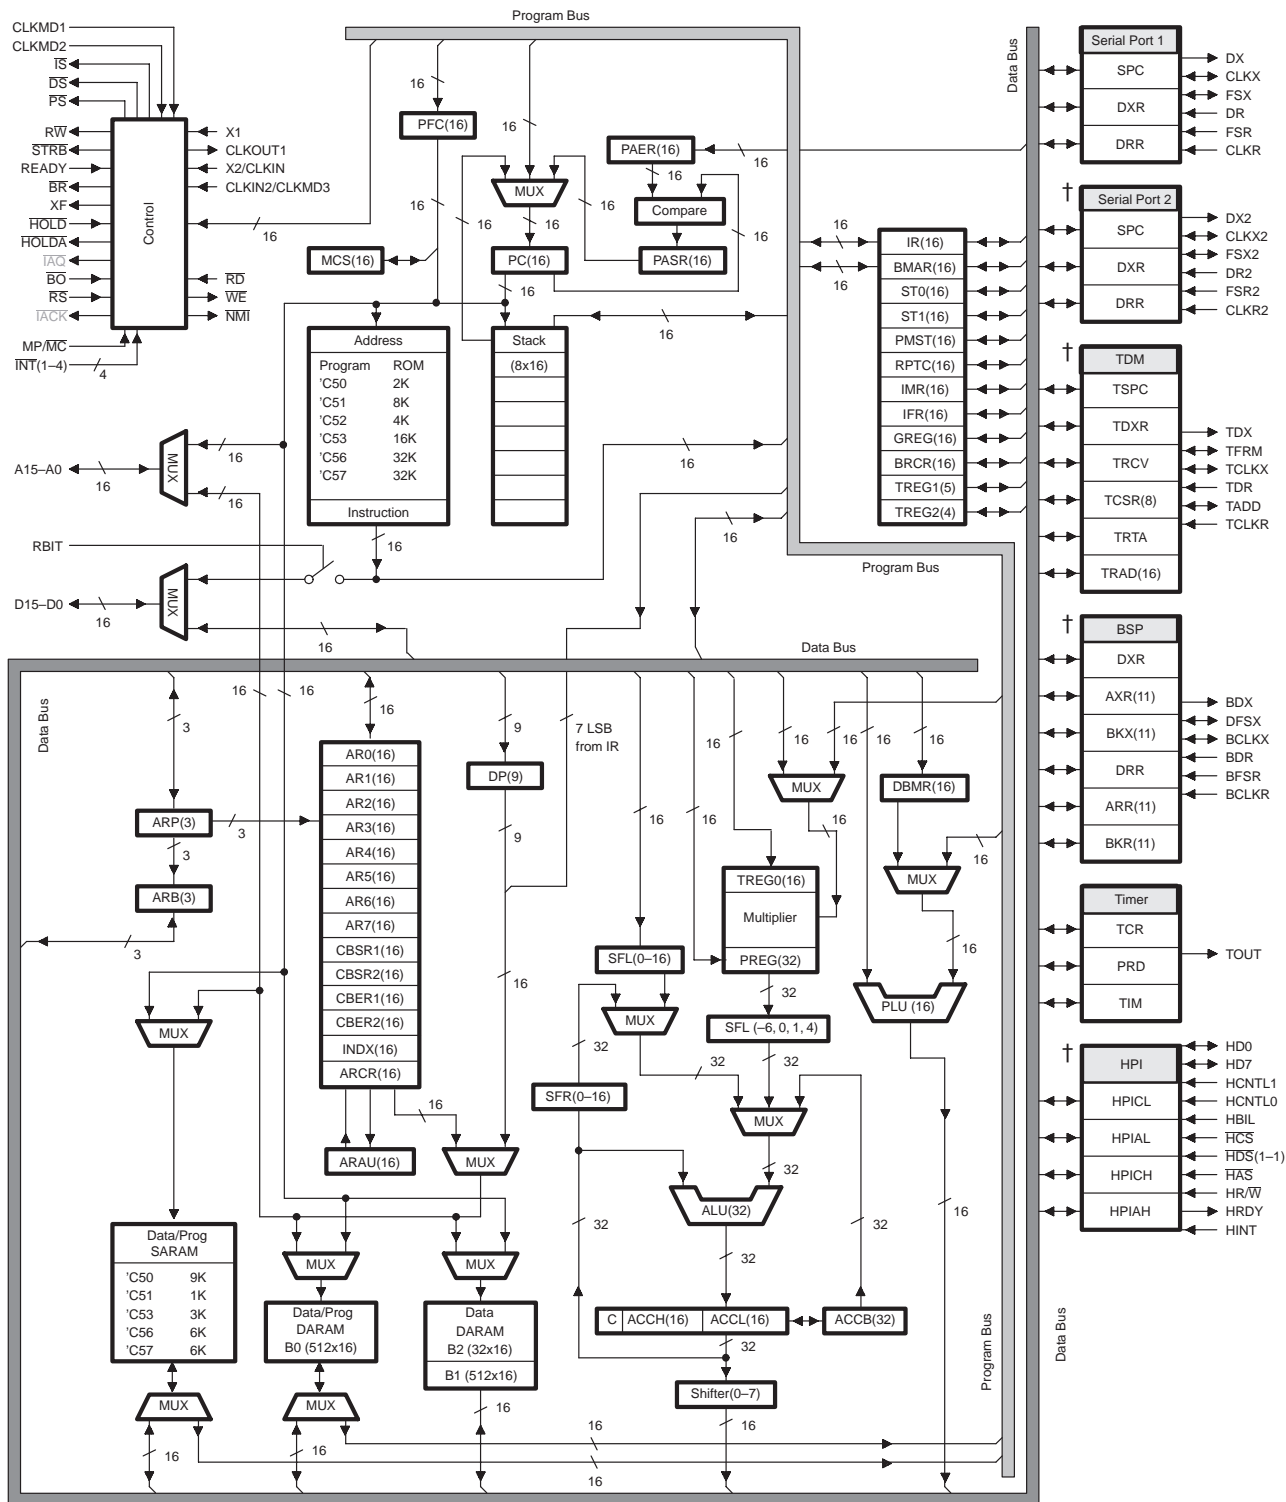 Program Bus
CLKMD1
CLKMD2
IS
DS
PS
RW
STRB
READY
BR
XF
HOLD
HOLDA
IAQ
BO
RS
IACK
MP/MC
INT(1–4)
4
Control
X1
CLKOUT1
X2/CLKIN
CLKIN2/CLKMD3
16
RD
WE
NMI
16
PFC(16)
16
MCS(16)
16
MUX
16
16
16
PC(16)
16
PAER(16)
16
16
Compare
PASR(16)
16
16
Address
Program ROM
'C50 2K
'C51 8K
'C52 4K
'C53 16K
'C56 32K
'C57 32K
Instruction
16
Stack
(8x16)
16
16
16
A15–A0
16
MUX
16
16
RBIT
D15–D0
16
MUX
16
16
16
IR(16)
BMAR(16)
ST0(16)
ST1(16)
PMST(16)
RPTC(16)
IMR(16)
IFR(16)
GREG(16)
BRCR(16)
TREG1(5)
TREG2(4)
Program Bus
Data Bus
Data Bus
Serial Port 1
SPC
DXR
DRR
DX
CLKX
FSX
DR
FSR
CLKR
†
Serial Port 2
SPC
DXR
DRR
DX2
CLKX2
FSX2
DR2
FSR2
CLKR2
†
TDM
TSPC
TDXR
TRCV
TCSR(8)
TRTA
TRAD(16)
TDX
TFRM
TCLKX
TDR
TADD
TCLKR
†
BSP
DXR
AXR(11)
BKX(11)
DRR
ARR(11)
BKR(11)
BDX
DFSX
BCLKX
BDR
BFSR
BCLKR
Timer
TCR
PRD
TIM
TOUT
†
HPI
HPICL
HPIAL
HPICH
HPIAH
HD0
HD7
HCNTL1
HCNTL0
HBIL
HCS
HDS(1–1)
HAS
HR/W
HRDY
HINT
Data Bus
3
16
16
16
9
7 LSB
from IR
ARP(3)
3
3
ARB(3)
3
AR0(16)
AR1(16)
AR2(16)
AR3(16)
AR4(16)
AR5(16)
AR6(16)
AR7(16)
CBSR1(16)
CBSR2(16)
CBER1(16)
CBER2(16)
INDX(16)
ARCR(16)
ARAU(16)
16
DP(9)
9
16
MUX
16
16
16
16
16
16
MUX
16
DBMR(16)
16
MUX
16
PLU (16)
16
TREG0(16)
Multiplier
PREG(32)
32
SFL(0–16)
MUX
32
SFL (–6, 0, 1, 4)
32
32
SFR(0–16)
MUX
32
ALU(32)
32
32
32
C ACCH(16) ACCL(16)
ACCB(32)
32
Shifter(0–7)
16
MUX
Data/Prog
SARAM
'C50 9K
'C51 1K
'C53 3K
'C56 6K
'C57 6K
MUX
16
MUX
Data/Prog
DARAM
B0 (512x16)
MUX
16
MUX
Data
DARAM
B2 (32x16)
B1 (512x16)
16
16
16
Program Bus
Data Bus